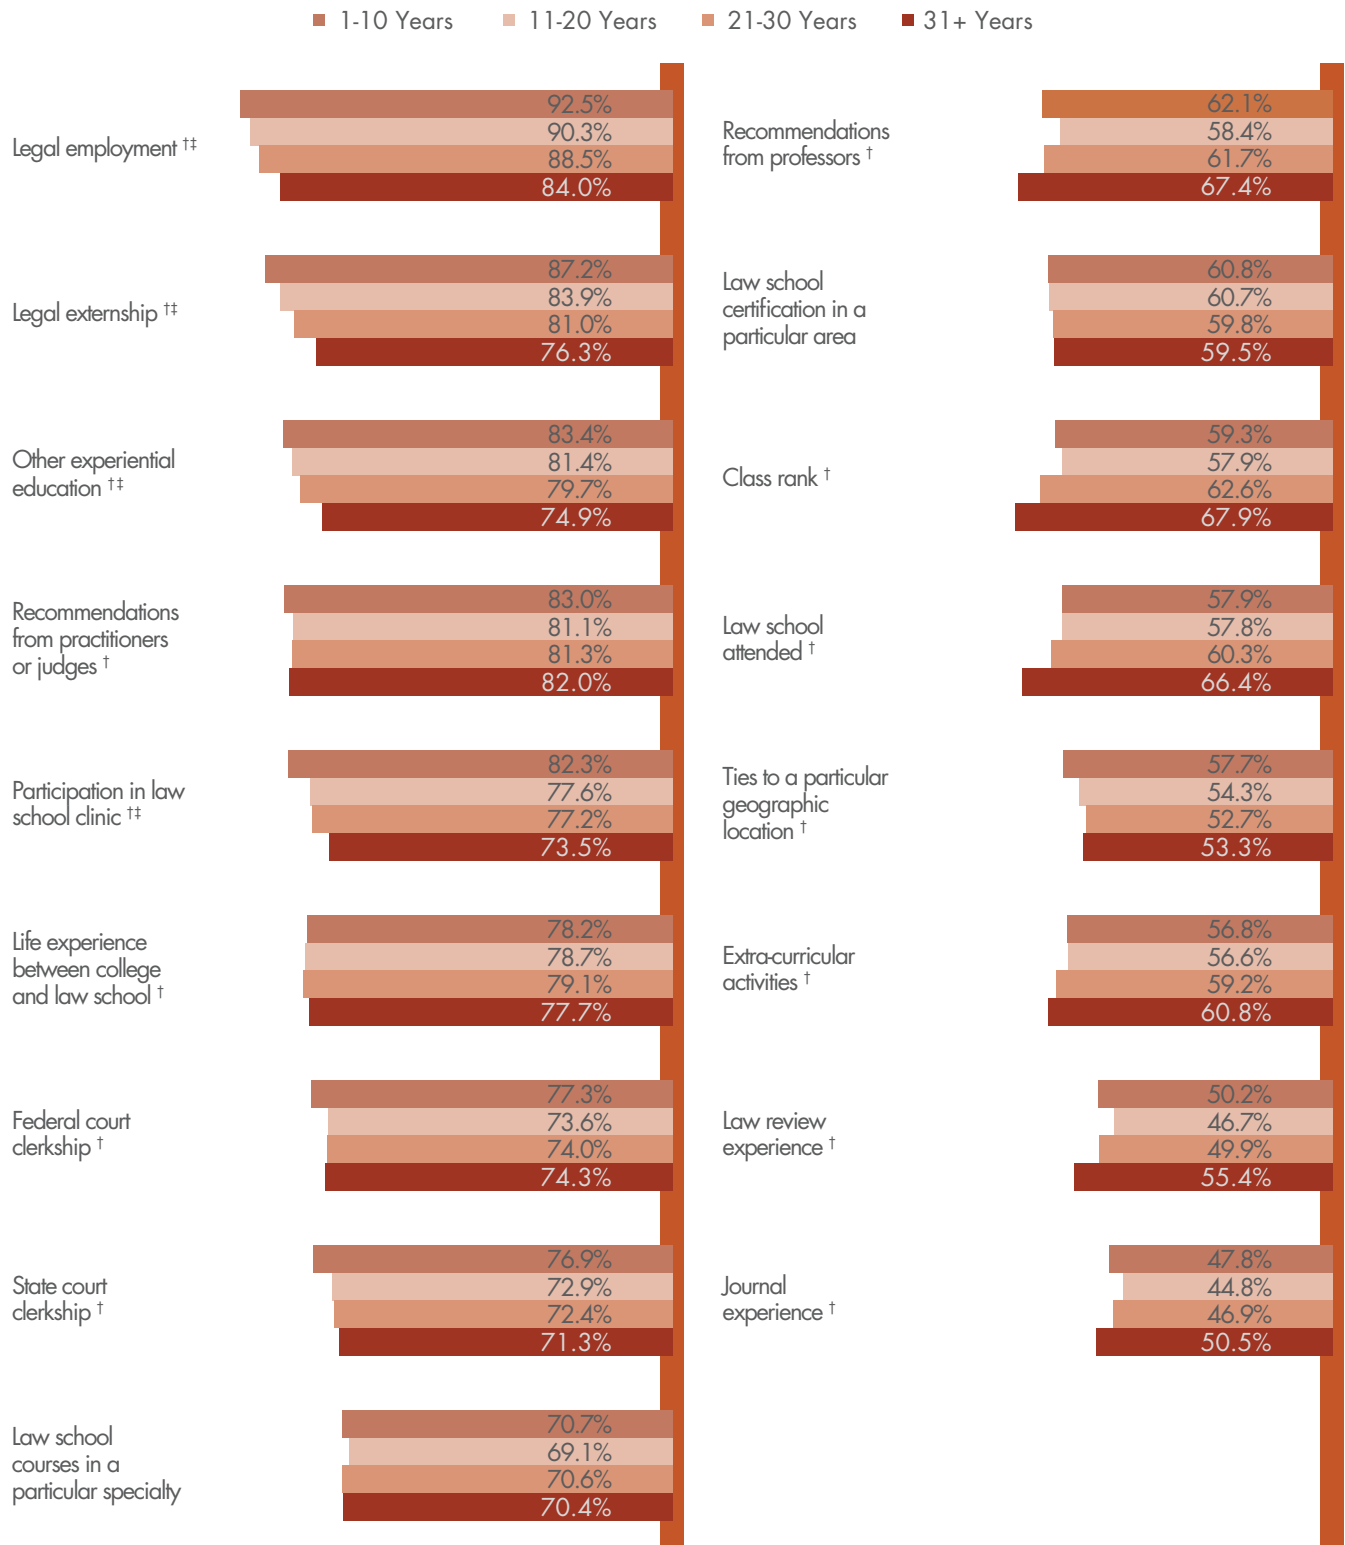 1-10 Years 11-20 Years 21-30 Years 31+ Years
Legal employment †‡
92.5%
90.3%
88.5%
84.0%
Legal externship †‡
87.2%
83.9%
81.0%
76.3%
Other experiential
education †‡
83.4%
81.4%
79.7%
74.9%
Recommendations
from practitioners
or judges †
83.0%
81.1%
81.3%
82.0%
Participation in law
school clinic †‡
82.3%
77.6%
77.2%
73.5%
Life experience
between college
and law school †
78.2%
78.7%
79.1%
77.7%
Federal court
clerkship †
77.3%
73.6%
74.0%
74.3%
State court
clerkship †
76.9%
72.9%
72.4%
71.3%
Law school
courses in a
particular specialty
70.7%
69.1%
70.6%
70.4%
Recommendations
from professors †
62.1%
58.4%
61.7%
67.4%
Law school
certification in a
particular area
60.8%
60.7%
59.8%
59.5%
Class rank †
59.3%
57.9%
62.6%
67.9%
Law school
attended †
57.9%
57.8%
60.3%
66.4%
Ties to a particular
geographic
location †
57.7%
54.3%
52.7%
53.3%
Extra-curricular
activities †
56.8%
56.6%
59.2%
60.8%
Law review
experience †
50.2%
46.7%
49.9%
55.4%
Journal
experience †
47.8%
44.8%
46.9%
50.5%